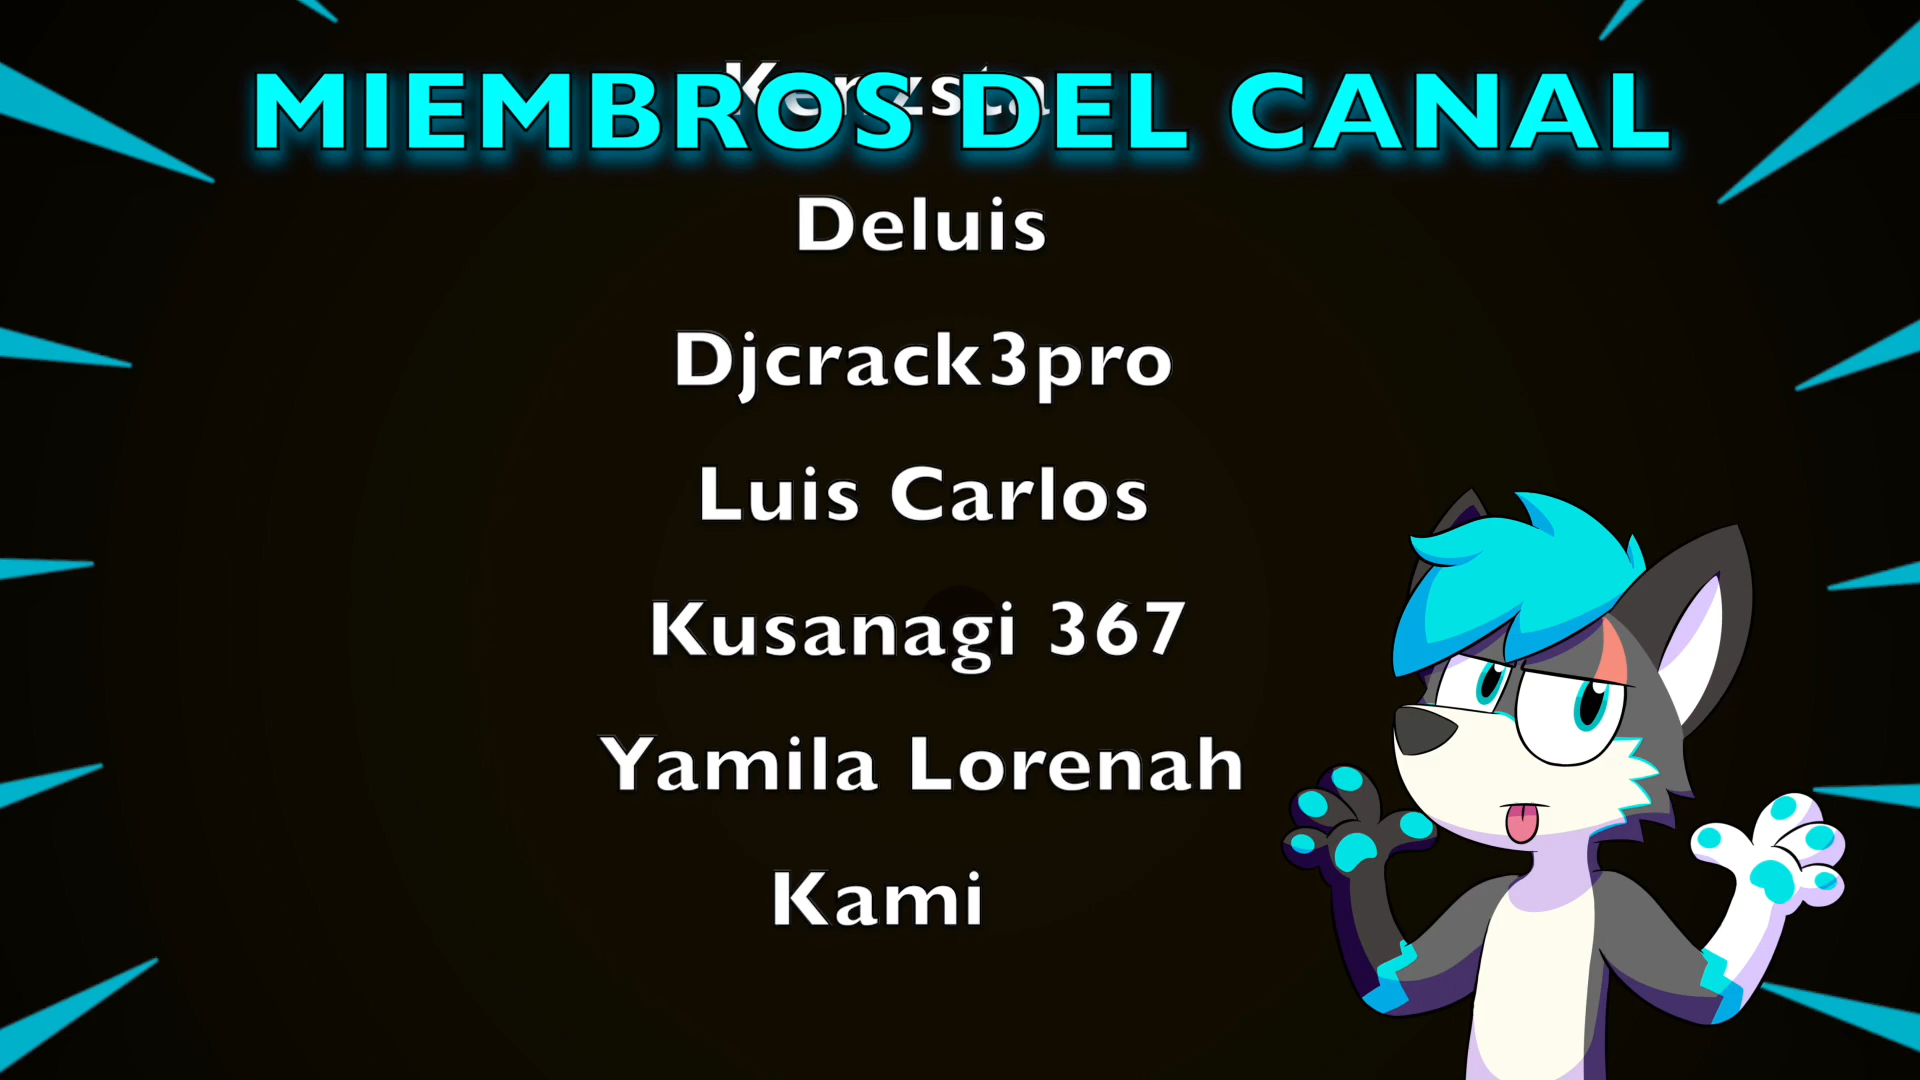 MIEMBROS DEL CANAL
Deluis
Djcrack3pro
Luis Carlos
Kusanagi 367
Yamila Lorenah
Kami